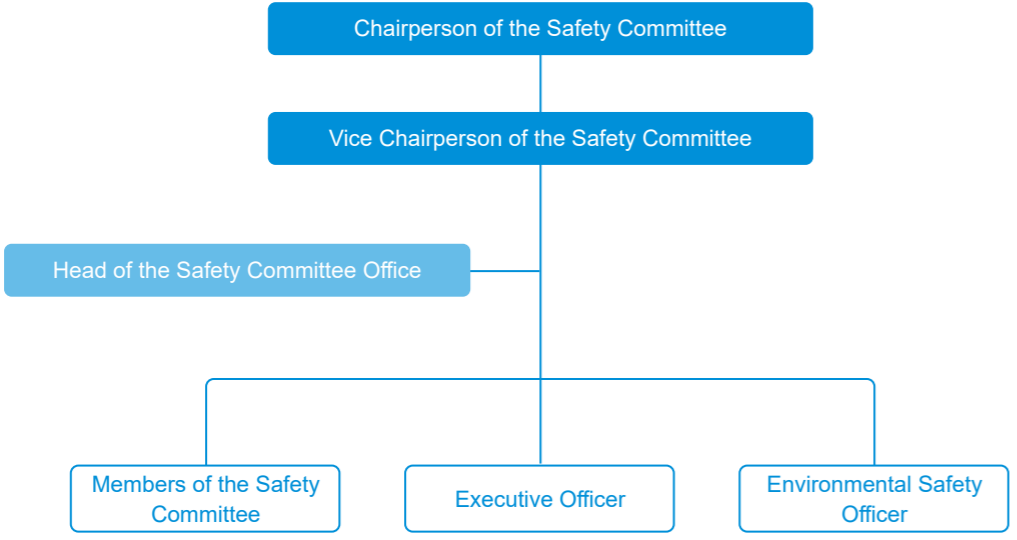 Chairperson of the Safety Committee
Vice Chairperson of the Safety Committee
Head of the Safety Committee Office
Members of the Safety
Committee
Executive Officer
Environmental Safety
Officer